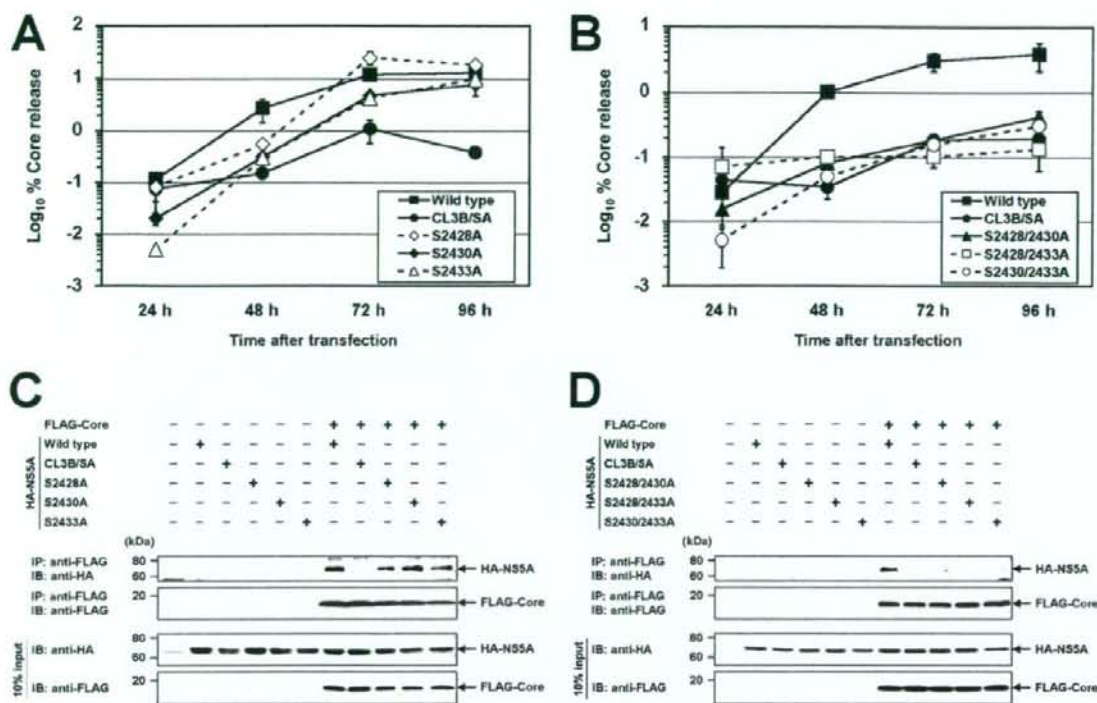 A
Log10 % Core release
2
1
0
-1
-2
-3
24 h 48 h 72 h 96 h
Time after transfection
Wild type
CL3B/SA
S2428A
S2430A
S2433A
B
Log10 % Core release
1
0
-1
-2
-3
24 h 48 h 72 h 96 h
Time after transfection
Wild type
CL3B/SA
S2428/2430A
S2428/2433A
S2430/2433A
C
FLAG-Core − − − − − − + + + + +
HA-NS5A
Wild type − + − − − − + − − − −
CL3B/SA − − + − − − − + − − −
S2428A − − − + − − − − + − −
S2430A − − − − + − − − − + −
S2433A − − − − − + − − − − +
(kDa)
IP: anti-FLAG
IB: anti-HA
80
60
HA-NS5A
IP: anti-FLAG
IB: anti-FLAG
20
FLAG-Core
10% input
IB: anti-HA
80
60
HA-NS5A
IB: anti-FLAG
20
FLAG-Core
D
FLAG-Core − − − − − − + + + + +
HA-NS5A
Wild type − + − − − − + − − − −
CL3B/SA − − + − − − − + − − −
S2428/2430A − − − + − − − − + − −
S2428/2433A − − − − + − − − − + −
S2430/2433A − − − − − + − − − − +
(kDa)
IP: anti-FLAG
IB: anti-HA
80
60
HA-NS5A
IP: anti-FLAG
IB: anti-FLAG
20
FLAG-Core
10% input
IB: anti-HA
80
60
HA-NS5A
IB: anti-FLAG
20
FLAG-Core